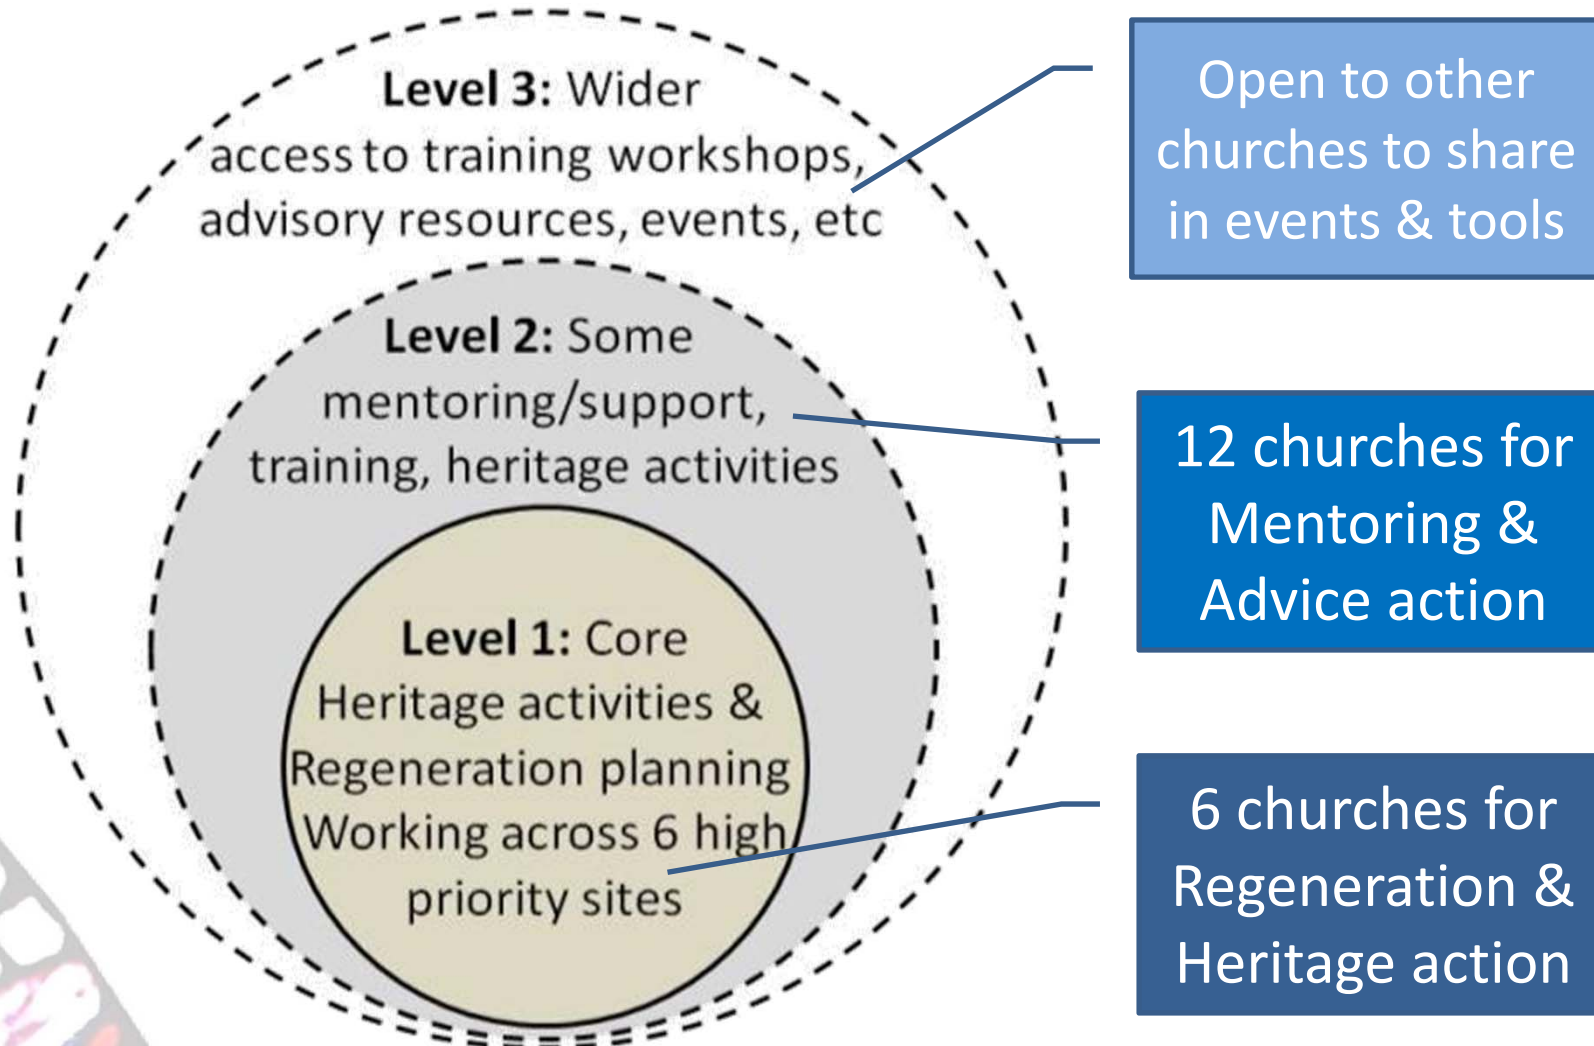 Level 3: Wider
access to training workshops,
advisory resources, events, etc
Open to other
churches to share
in events & tools
Level 2: Some
mentoring/support,
training, heritage activities
12 churches for
Mentoring &
Advice action
Level 1: Core
Heritage activities &
Regeneration planning
Working across 6 high
priority sites
6 churches for
Regeneration &
Heritage action